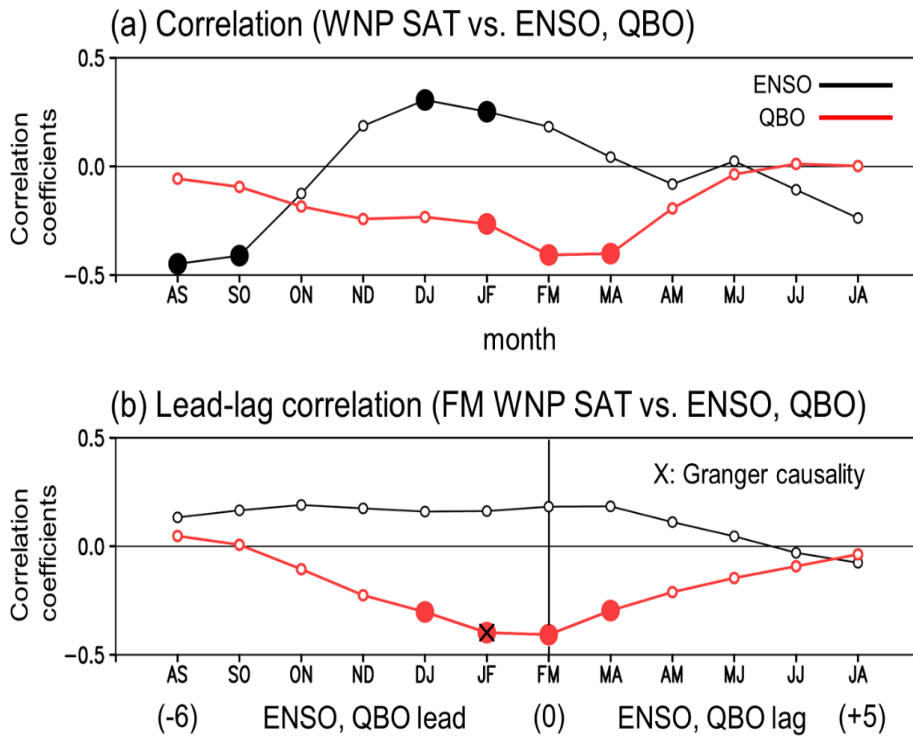 (a) Correlation (WNP SAT vs. ENSO, QBO)
0.5
ENSO
QBO
0.0
Correlation
coefficients
−0.5
AS SO ON ND DJ JF FM MA AM MJ JJ JA
month
(b) Lead-lag correlation (FM WNP SAT vs. ENSO, QBO)
0.5
X: Granger causality
0.0
Correlation
coefficients
X
−0.5
AS SO ON ND DJ JF FM MA AM MJ JJ JA
(-6) ENSO, QBO lead (0) ENSO, QBO lag (+5)